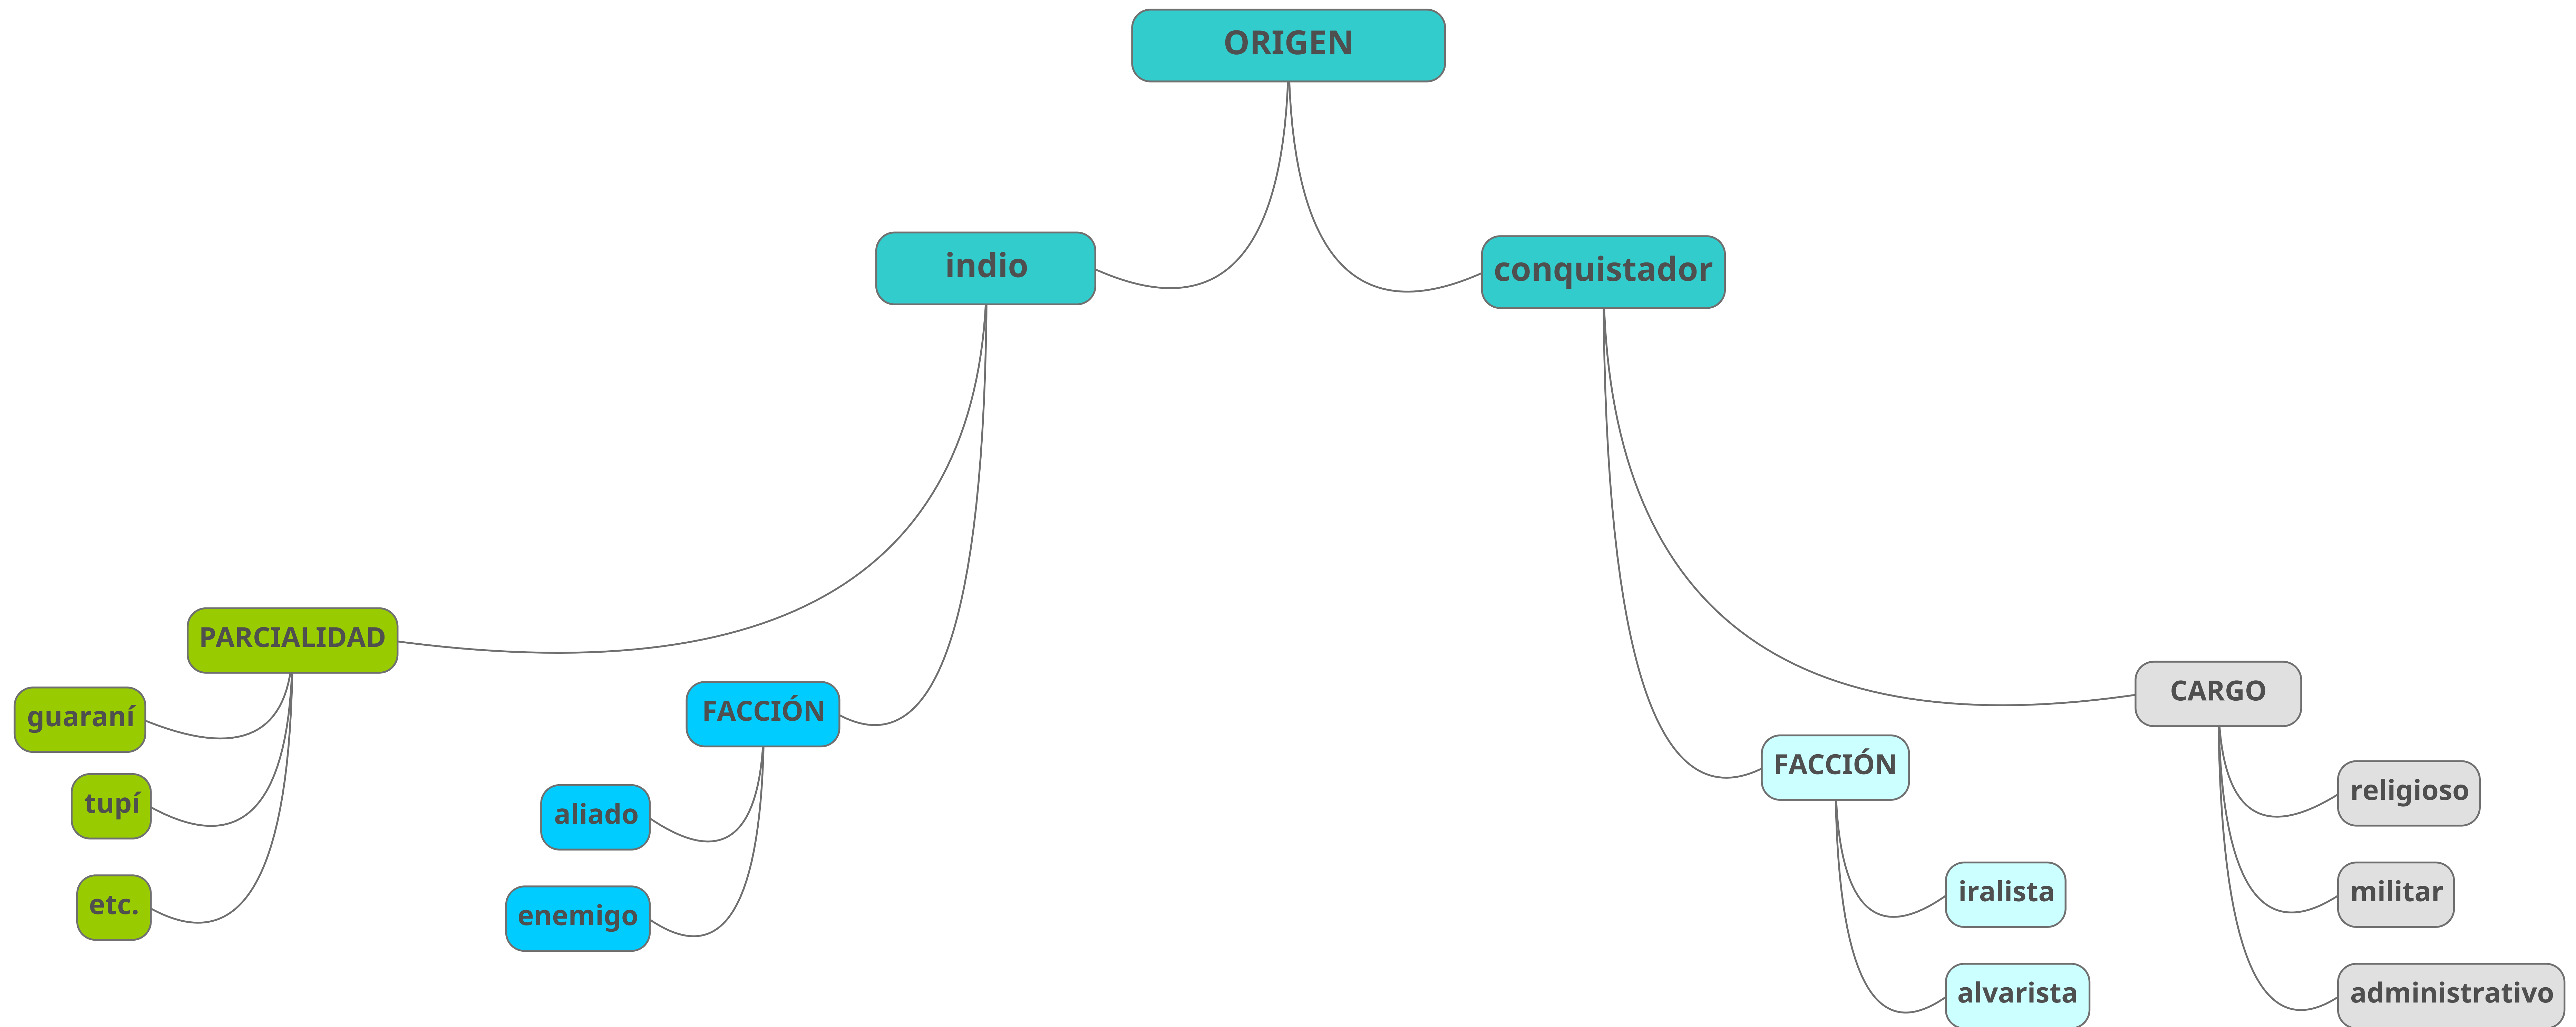 ORIGEN
indio
conquistador
PARCIALIDAD
guaraní
tupí
etc.
FACCIÓN
aliado
enemigo
FACCIÓN
iralista
alvarista
CARGO
religioso
militar
administrativo